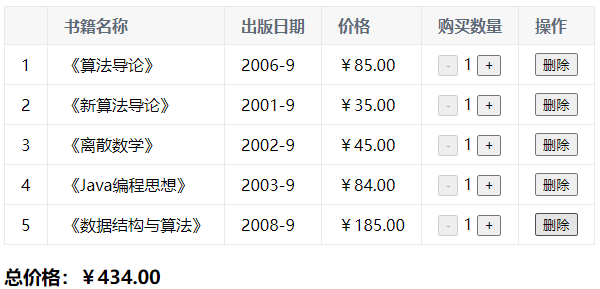 书籍名称 出版日期 价格 购买数量 操作
1 《算法导论》 2006-9 ￥85.00 - 1 + 删除
2 《新算法导论》 2001-9 ￥35.00 - 1 + 删除
3 《离散数学》 2002-9 ￥45.00 - 1 + 删除
4 《Java编程思想》 2003-9 ￥84.00 - 1 + 删除
5 《数据结构与算法》 2008-9 ￥185.00 - 1 + 删除
总价格：￥434.00